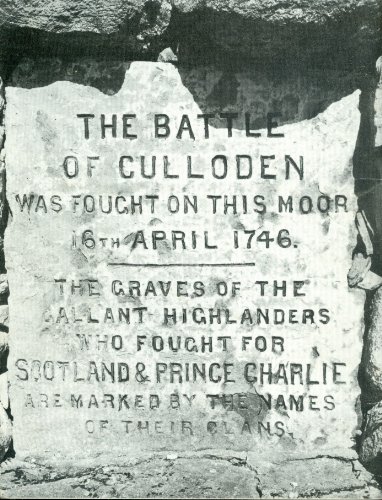 THE BATTLE
OF CULLODEN
WAS FOUGHT ON THIS MOOR
16TH APRIL 1746.
THE GRAVES OF THE
GALLANT HIGHLANDERS
WHO FOUGHT FOR
SCOTLAND & PRINCE CHARLIE
ARE MARKED BY THE NAMES
OF THEIR CLANS.